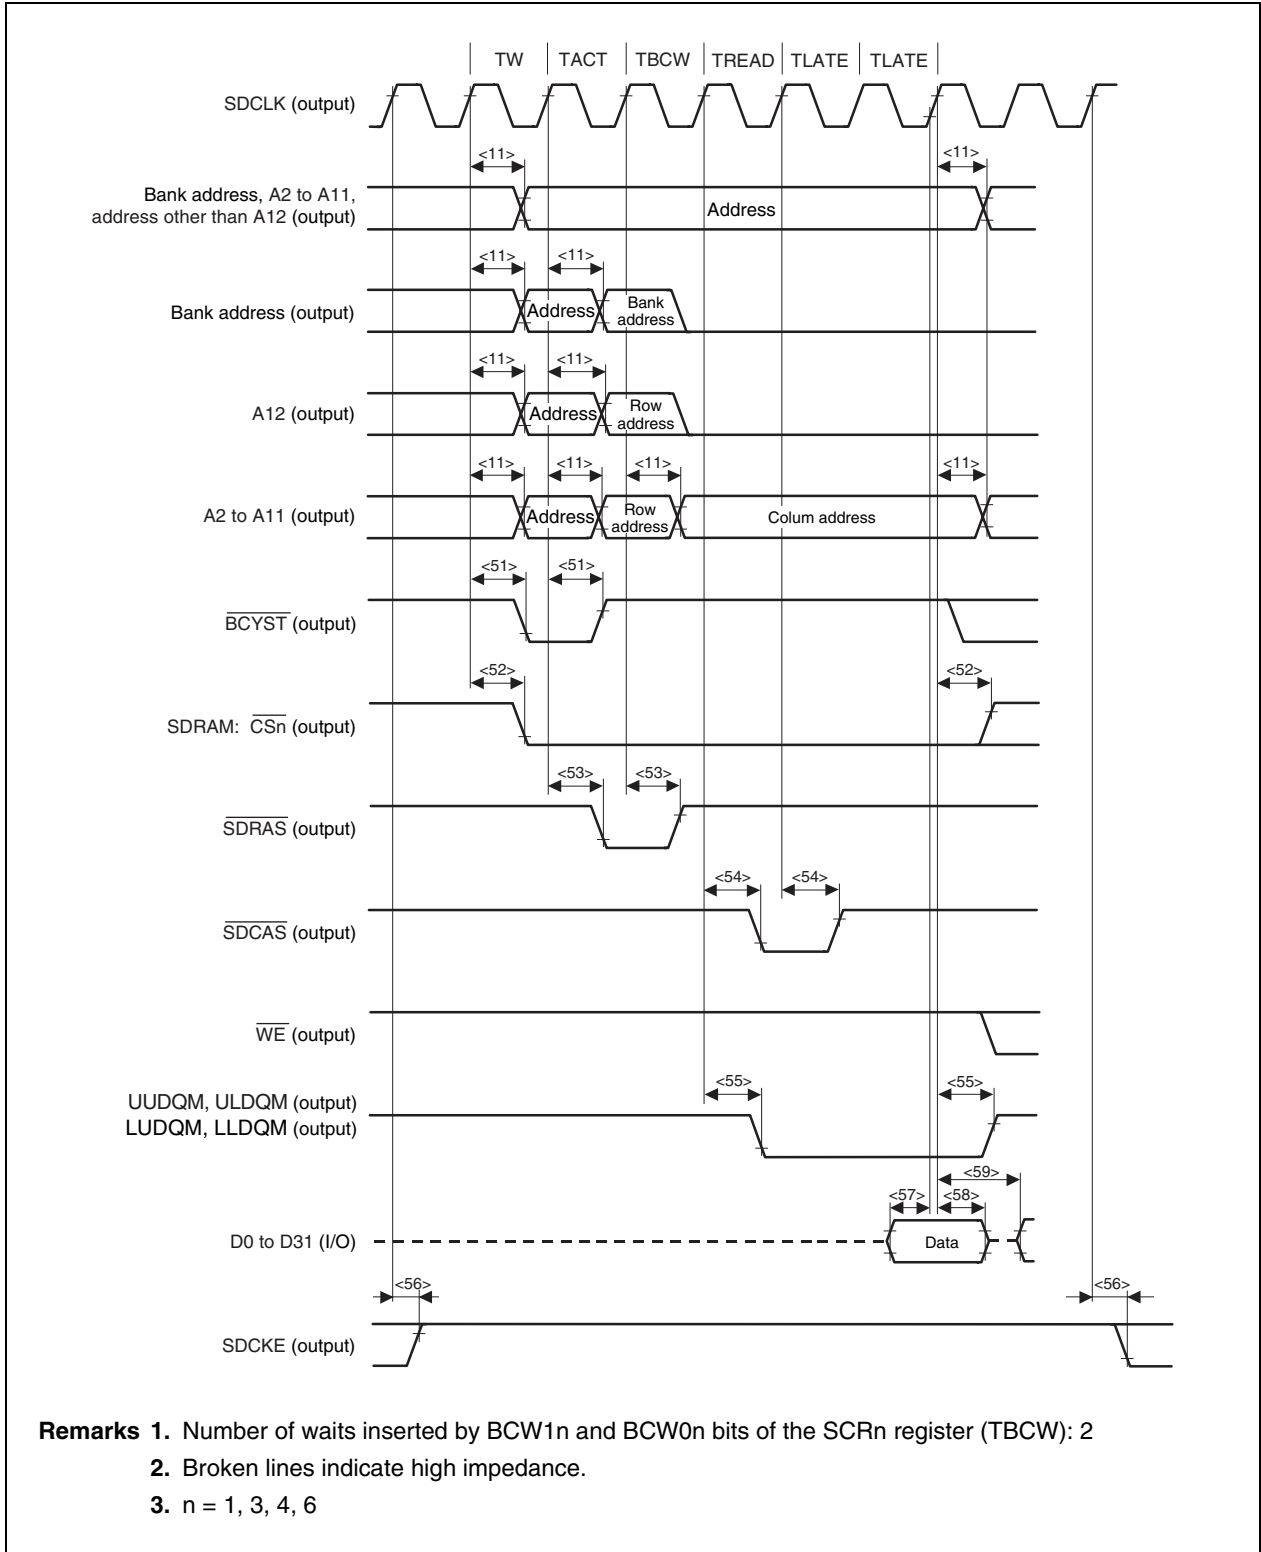 TW TACT TBCW TREAD TLATE TLATE
SDCLK (output)
<11> <11>
Bank address, A2 to A11,
address other than A12 (output)
Address
<11> <11>
Bank address (output)
Address
Bank
address
<11> <11>
A12 (output)
Address
Row
address
<11> <11> <11> <11>
A2 to A11 (output)
Address
Row
address
Colum address
<51> <51>
BCYST (output)
<52> <52>
SDRAM: CSn (output)
<53> <53>
SDRAS (output)
<54> <54>
SDCAS (output)
WE (output)
<55> <55>
UUDQM, ULDQM (output)
LUDQM, LLDQM (output)
<59>
<57> <58>
D0 to D31 (I/O)
Data
<56> <56>
SDCKE (output)
Remarks 1. Number of waits inserted by BCW1n and BCW0n bits of the SCRn register (TBCW): 2
2. Broken lines indicate high impedance.
3. n = 1, 3, 4, 6